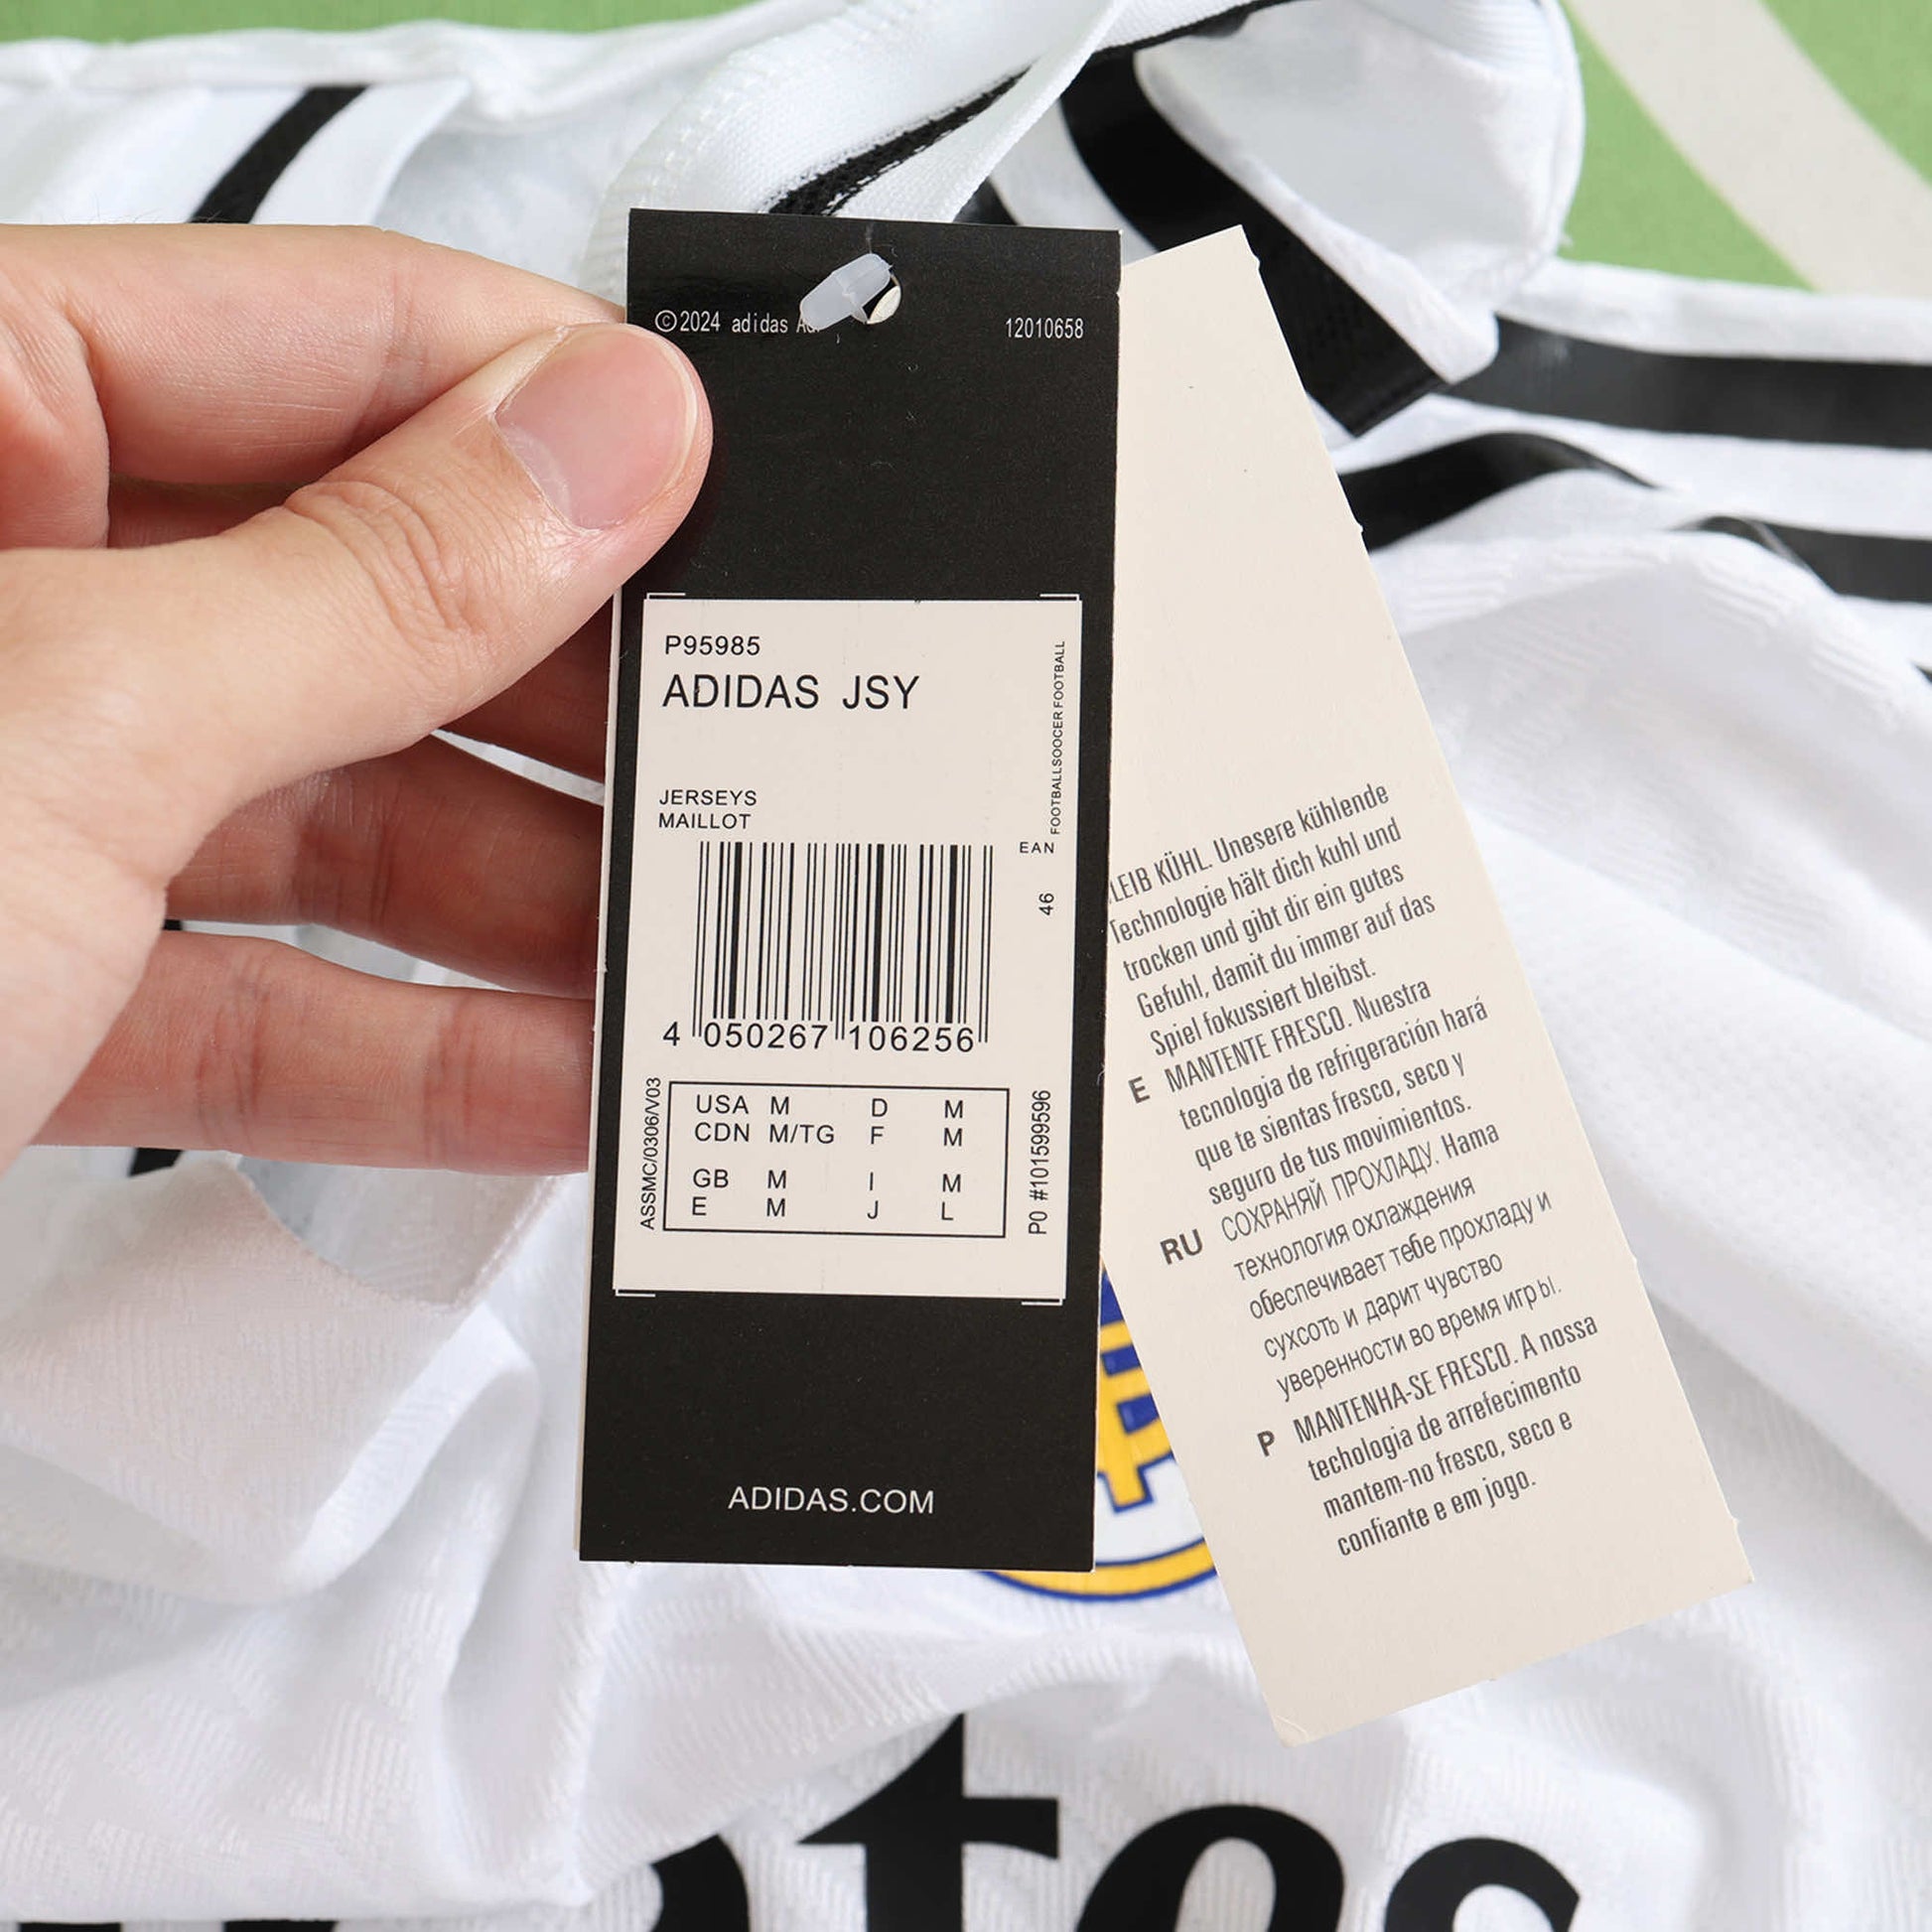 ©2024 adidas
12010658
P95985
ADIDAS JSY
FOOTBALLSOOCER FOOTBALL
JERSEYS
MAILLOT
EAN
46
4 050267 106256
ASSMC/0306/V03
USA M D M
CDN M/TG F M
GB M I M
E M J L
PO #101599596
ADIDAS.COM
LEIB KÜHL. Unesere kühlende
Technologie hält dich kuhl und
trocken und gibt dir ein gutes
Gefuhl, damit du immer auf das
Spiel fokussiert bleibst.
E MANTENTE FRESCO. Nuestra
tecnologia de refrigeración hará
que te sientas fresco, seco y
seguro de tus movimientos.
RU СОХРАНЯЙ ПРОХЛАДУ. Hama
технология охлаждения
обеспечивает тебе прохладу и
сухсоть и дарит чувство
уверенности во время игры.
P MANTENHA-SE FRESCO. A nossa
techologia de arrefecimento
mantem-no fresco, seco e
confiante e em jogo.